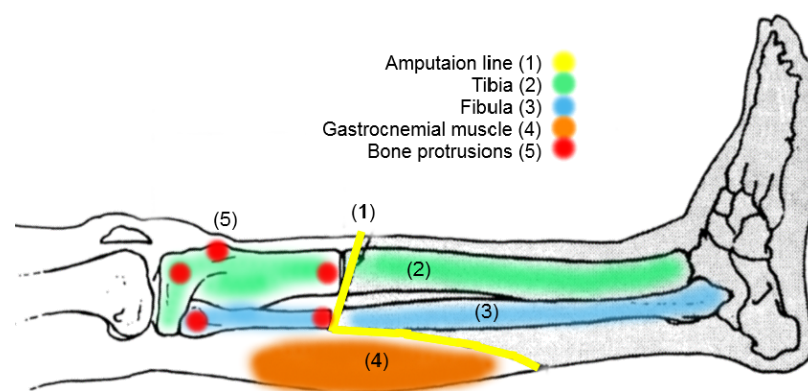 Amputaion line (1)
Tibia (2)
Fibula (3)
Gastrocnemial muscle (4)
Bone protrusions (5)
(5)
(1)
(2)
(3)
(4)